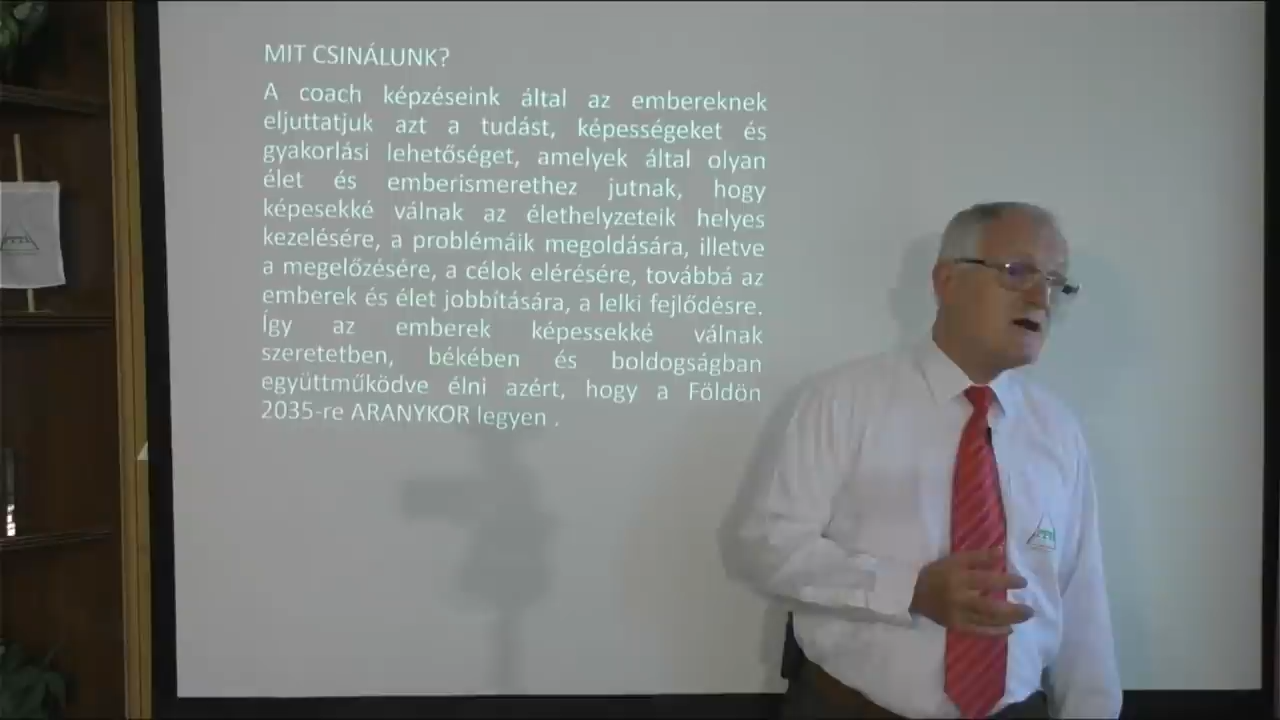 MIT CSINÁLUNK?
A coach képzéseink által az embereknek
eljuttatjuk azt a tudást, képességeket és
gyakorlási lehetőséget, amelyek által olyan
élet és emberismerethez jutnak, hogy
képesekké válnak az élethelyzeteik helyes
kezelésére, a problémáik megoldására, illetve
a megelőzésére, a célok elérésére, továbbá az
emberek és élet jobbítására, a lelki fejlődésre.
Így az emberek képessekké válnak
szeretetben, békében és boldogságban
együttműködve élni azért, hogy a Földön
2035-re ARANYKOR legyen .